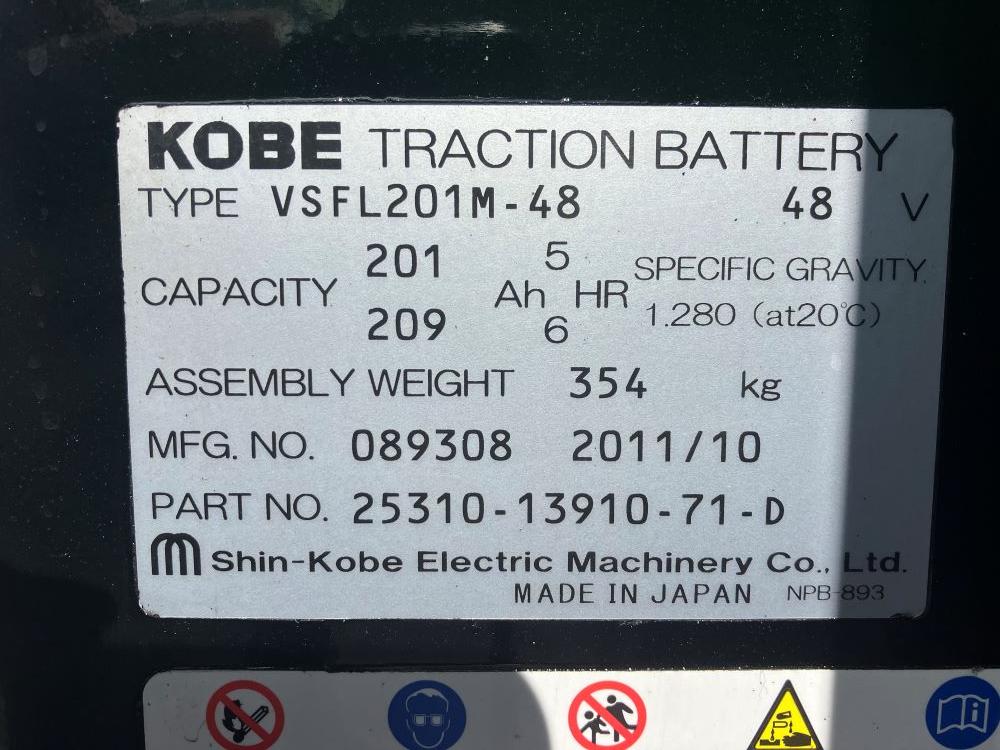 KOBE TRACTION BATTERY
TYPE VSFL201M-48 48 V
CAPACITY 201 Ah 5 HR SPECIFIC GRAVITY
209 6 1.280 (at20℃)
ASSEMBLY WEIGHT 354 kg
MFG. NO. 089308 2011/10
PART NO. 25310-13910-71-D
Shin-Kobe Electric Machinery Co., Ltd.
MADE IN JAPAN NPB-893